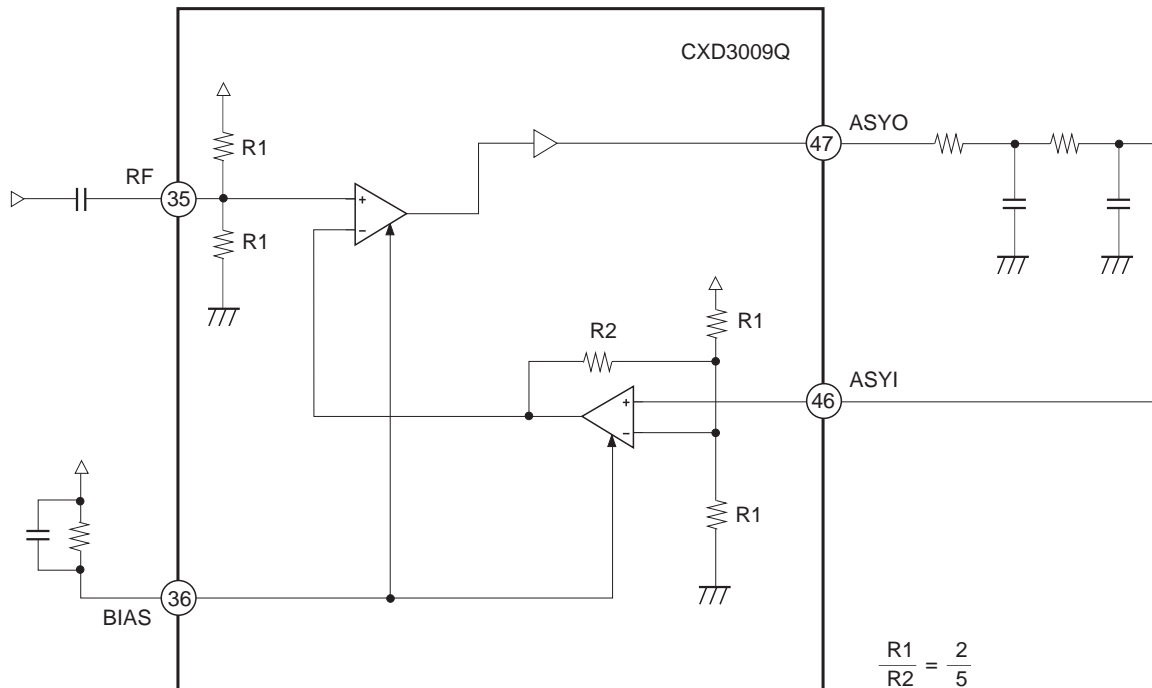 CXD3009Q
R1
RF
35
R1
+
−
47
ASYO
R1
R2
+
−
46
ASYI
R1
BIAS
36
R1
R2
=
2
5